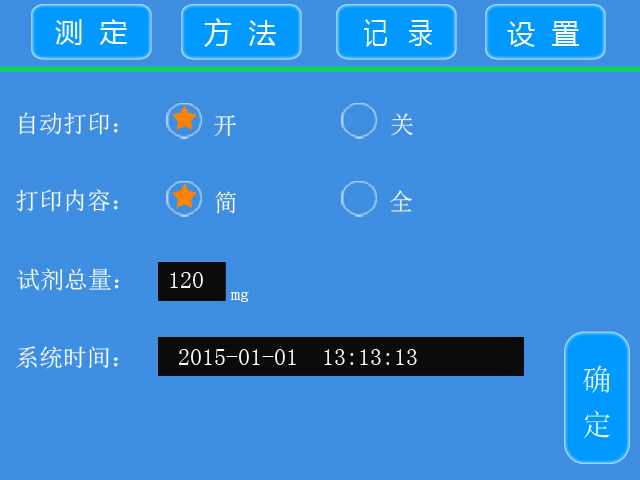 测 定 方 法 记 录 设 置
自动打印： 开 关
打印内容： 简 全
试剂总量： 120 mg
系统时间： 2015-01-01 13:13:13
确
定